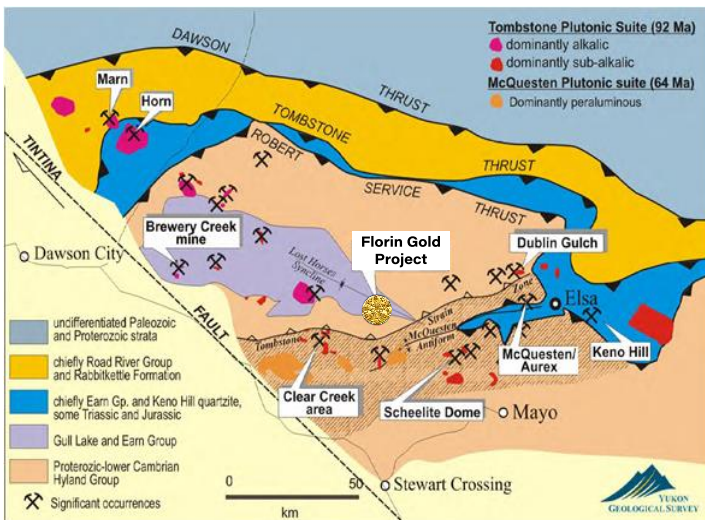 Tombstone Plutonic Suite (92 Ma)
dominantly alkalic
dominantly sub-alkalic
McQuesten Plutonic suite (64 Ma)
Dominantly peraluminous
DAWSON
THRUST
Marn
Horn
TOMBSTONE
THRUST
ROBERT
SERVICE
THRUST
TINTINA
FAULT
Brewery Creek
mine
Lost Horses
Syncline
Florin Gold
Project
Dublin Gulch
Dawson City
Elsa
Tombstone
Strain
Zone
McQuesten
Antiform
McQuesten/
Aurex
Keno Hill
Clear Creek
area
Scheelite Dome
Mayo
Stewart Crossing
undifferentiated Paleozoic
and Proterozoic strata
chiefly Road River Group
and Rabbitkettle Formation
chiefly Earn Gp. and Keno Hill quartzite,
some Triassic and Jurassic
Gull Lake and Earn Group
Proterozic-lower Cambrian
Hyland Group
Significant occurrences
0
50
km
YUKON
GEOLOGICAL SURVEY